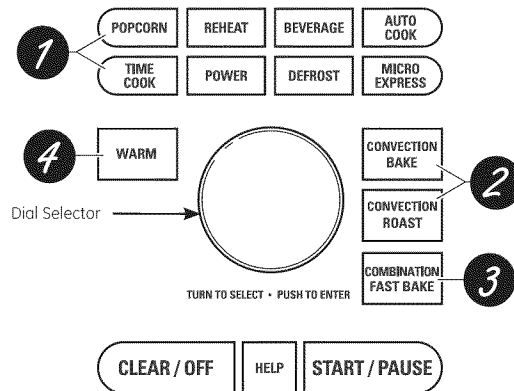 1
POPCORN
REHEAT
BEVERAGE
AUTO
COOK
TIME
COOK
POWER
DEFROST
MICRO
EXPRESS
4
WARM
Dial Selector
CONVECTION
BAKE
2
CONVECTION
ROAST
COMBINATION
FAST BAKE
3
TURN TO SELECT • PUSH TO ENTER
CLEAR / OFF
HELP
START / PAUSE